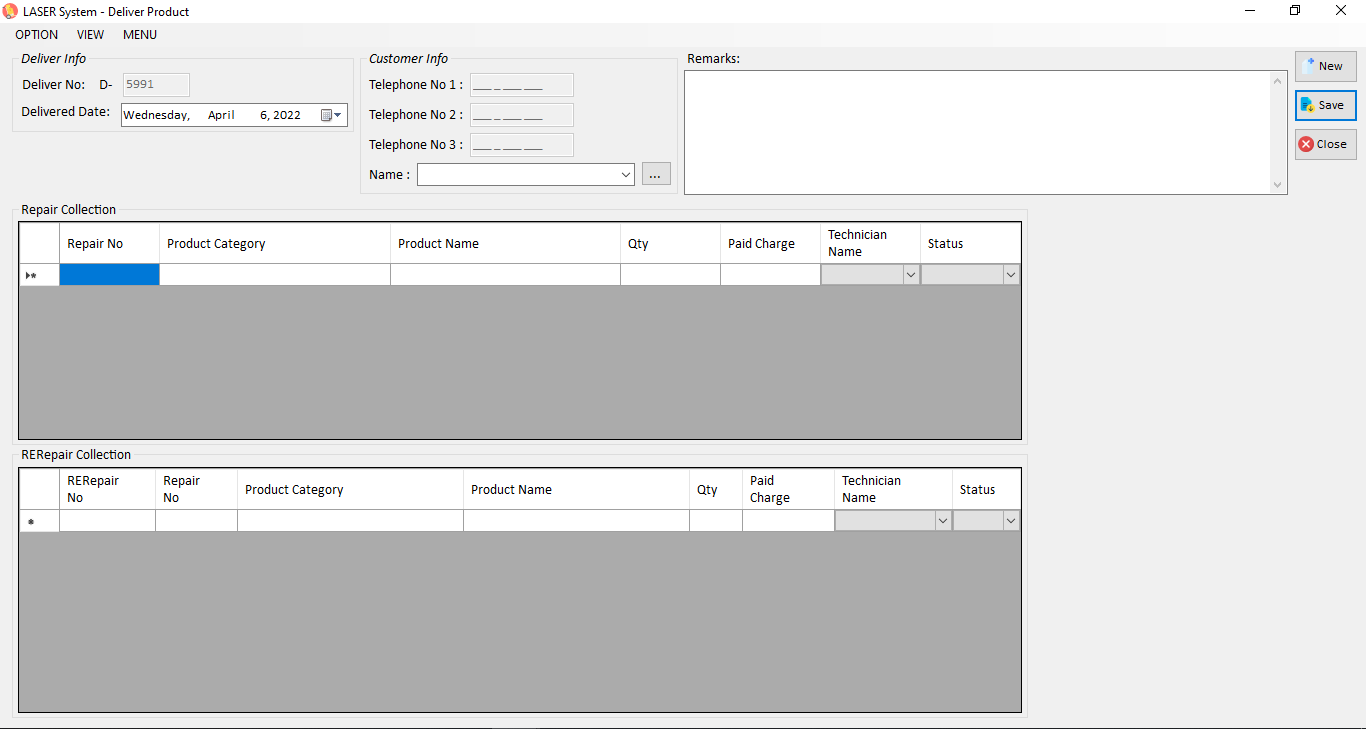 LASER System - Deliver Product
OPTION VIEW MENU
Deliver Info
Deliver No: D- 5991
Delivered Date: Wednesday, April 6, 2022
Customer Info
Telephone No 1 : ___ _ ___ ___
Telephone No 2 : ___ _ ___ ___
Telephone No 3 : ___ _ ___ ___
Name : ...
Remarks:
New
Save
Close
Repair Collection
Repair No Product Category Product Name Qty Paid Charge Technician Name Status
RERepair Collection
RERepair No Repair No Product Category Product Name Qty Paid Charge Technician Name Status